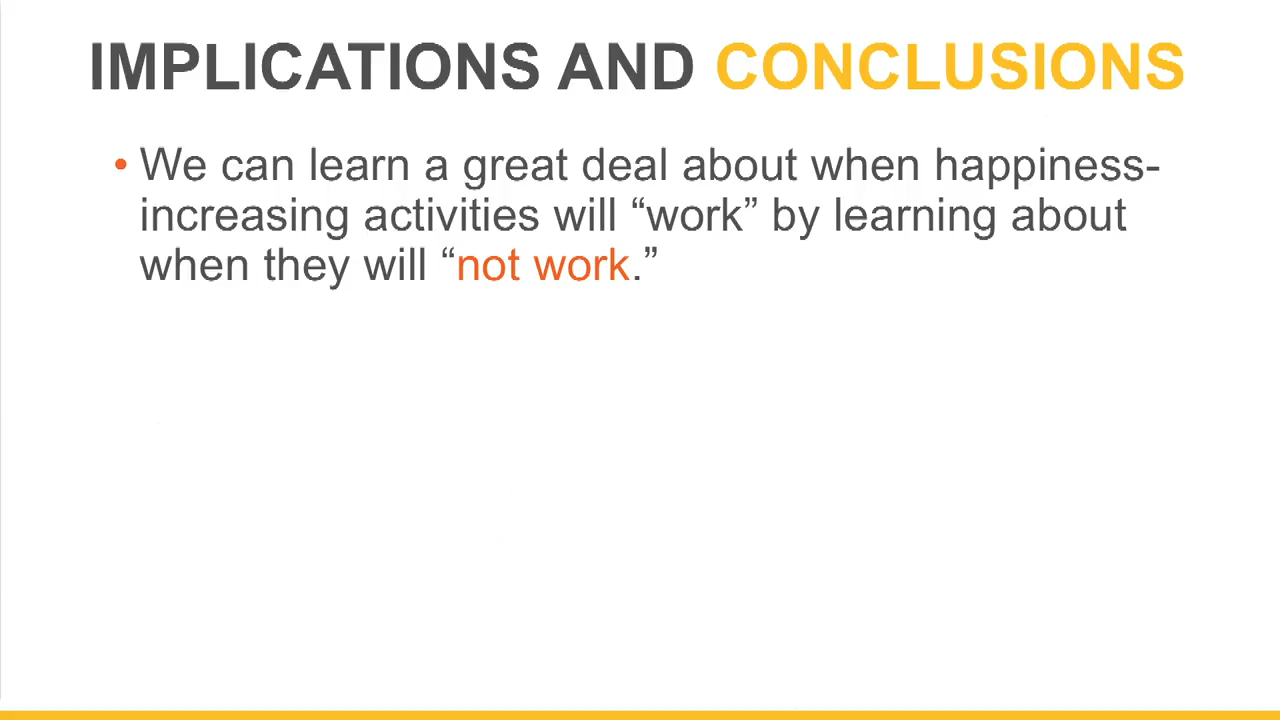 IMPLICATIONS AND CONCLUSIONS
• We can learn a great deal about when happiness-
increasing activities will “work” by learning about
when they will “not work.”